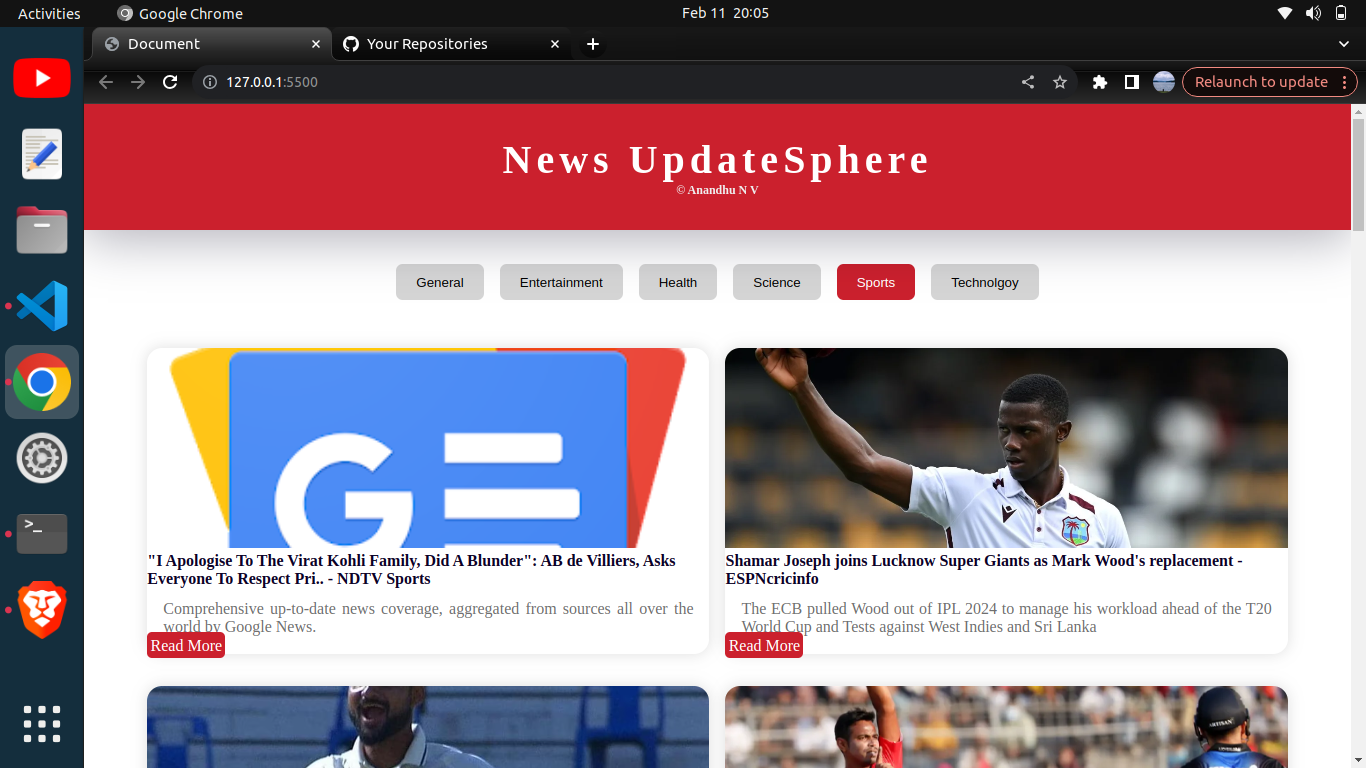 Activities
Google Chrome
Feb 11 20:05
Document
Your Repositories
127.0.0.1:5500
Relaunch to update
News UpdateSphere
© Anandhu N V
General
Entertainment
Health
Science
Sports
Technolgoy
"I Apologise To The Virat Kohli Family, Did A Blunder": AB de Villiers, Asks
Everyone To Respect Pri.. - NDTV Sports
Comprehensive up-to-date news coverage, aggregated from sources all over the
world by Google News.
Read More
Shamar Joseph joins Lucknow Super Giants as Mark Wood's replacement -
ESPNcricinfo
The ECB pulled Wood out of IPL 2024 to manage his workload ahead of the T20
World Cup and Tests against West Indies and Sri Lanka
Read More
ARTISAN